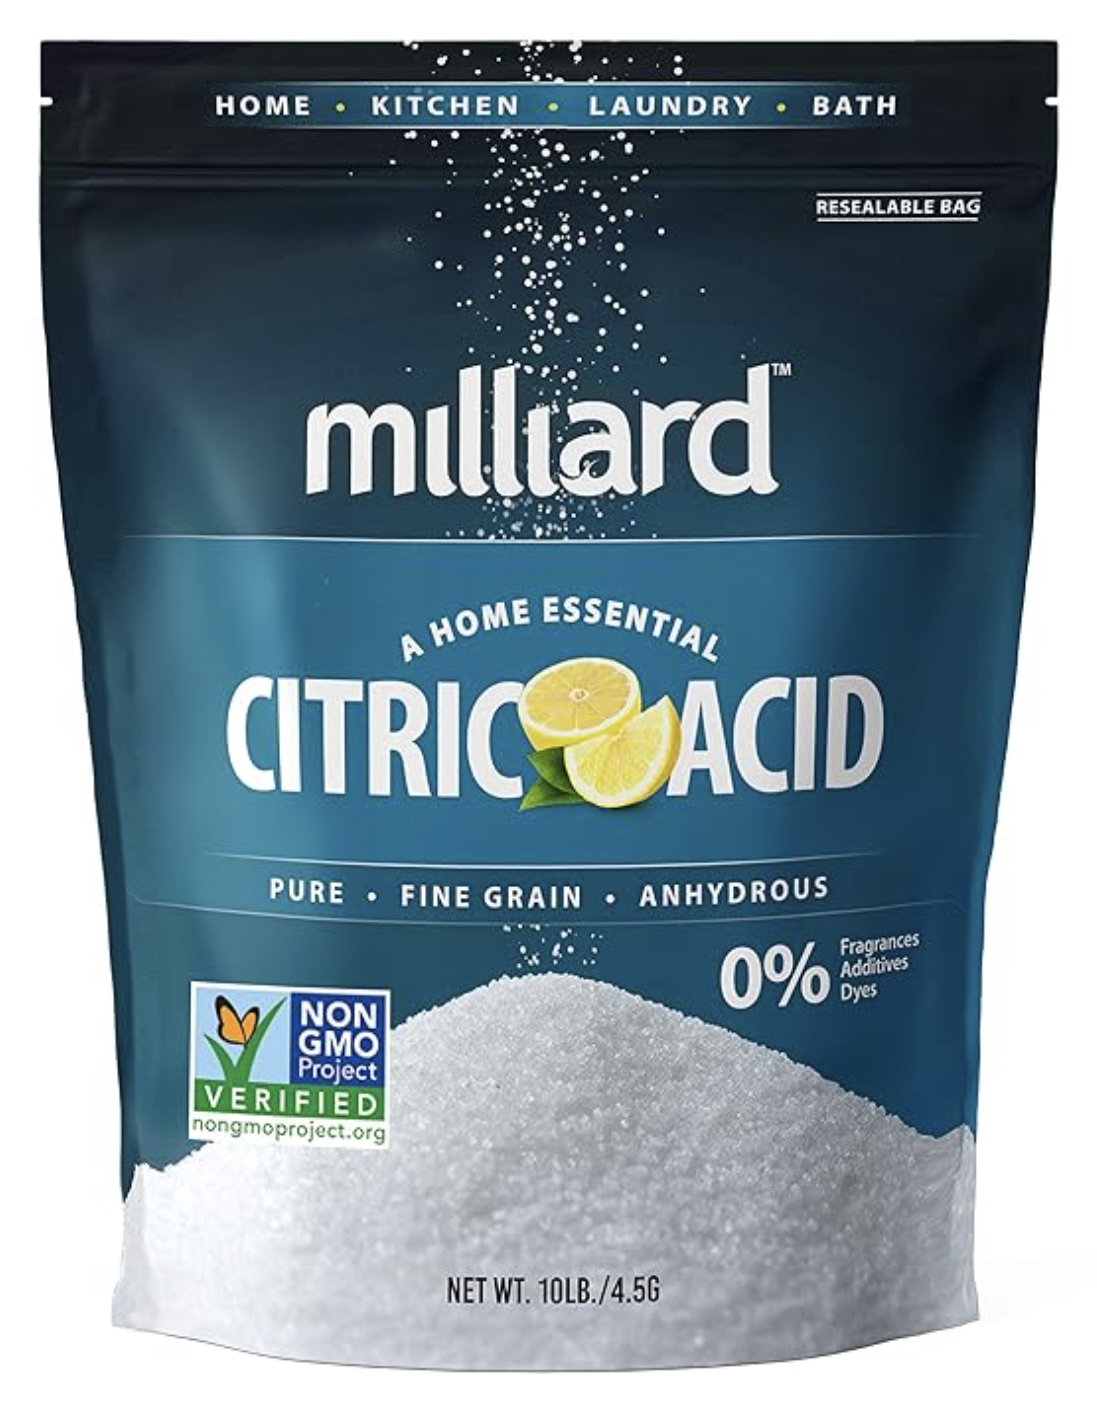 HOME • KITCHEN • LAUNDRY • BATH
RESEALABLE BAG
milliard™
A HOME ESSENTIAL
CITRIC ACID
PURE • FINE GRAIN • ANHYDROUS
0% Fragrances
Additives
Dyes
NON
GMO
Project
VERIFIED
nongmoproject.org
NET WT. 10LB./4.5G